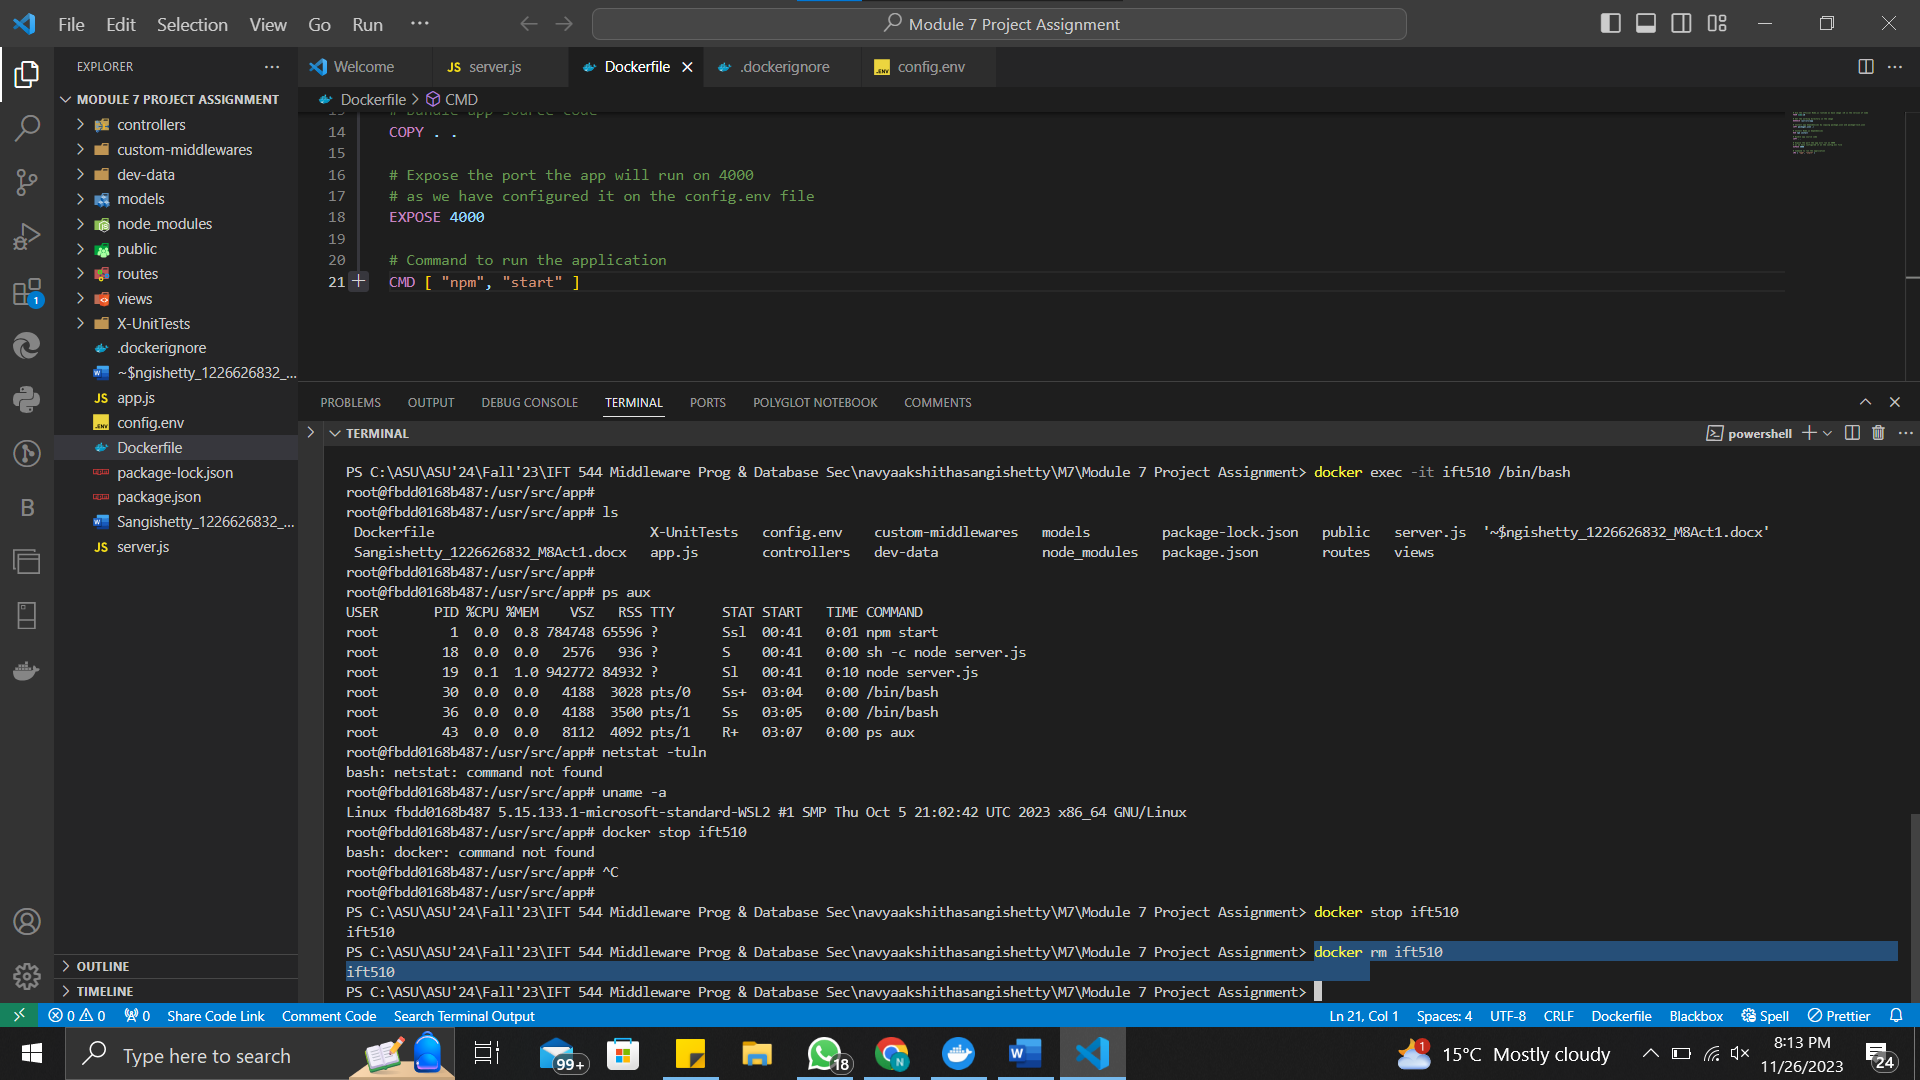 File Edit Selection View Go Run ···
Module 7 Project Assignment
EXPLORER
MODULE 7 PROJECT ASSIGNMENT
controllers
custom-middlewares
dev-data
models
node_modules
public
routes
views
X-UnitTests
.dockerignore
~$ngishetty_1226626832_...
app.js
config.env
Dockerfile
package-lock.json
package.json
Sangishetty_1226626832_...
server.js
OUTLINE
TIMELINE
Welcome
JS server.js
Dockerfile
.dockerignore
config.env
Dockerfile > CMD
# Bundle app source code
14 COPY . .
15
16 # Expose the port the app will run on 4000
17 # as we have configured it on the config.env file
18 EXPOSE 4000
19
20 # Command to run the application
21 CMD [ "npm", "start" ]
PROBLEMS OUTPUT DEBUG CONSOLE TERMINAL PORTS POLYGLOT NOTEBOOK COMMENTS
TERMINAL
powershell
PS C:\ASU\ASU'24\Fall'23\IFT 544 Middleware Prog & Database Sec\navyaakshithasangishetty\M7\Module 7 Project Assignment> docker exec -it ift510 /bin/bash
root@fbdd0168b487:/usr/src/app#
root@fbdd0168b487:/usr/src/app# ls
Dockerfile X-UnitTests config.env custom-middlewares models package-lock.json public server.js '~$ngishetty_1226626832_M8Act1.docx'
Sangishetty_1226626832_M8Act1.docx app.js controllers dev-data node_modules package.json routes views
root@fbdd0168b487:/usr/src/app#
root@fbdd0168b487:/usr/src/app# ps aux
USER PID %CPU %MEM VSZ RSS TTY STAT START TIME COMMAND
root 1 0.0 0.8 784748 65596 ? Ssl 00:41 0:01 npm start
root 18 0.0 0.0 2576 936 ? S 00:41 0:00 sh -c node server.js
root 19 0.1 1.0 942772 84932 ? Sl 00:41 0:10 node server.js
root 30 0.0 0.0 4188 3028 pts/0 Ss+ 03:04 0:00 /bin/bash
root 36 0.0 0.0 4188 3500 pts/1 Ss 03:05 0:00 /bin/bash
root 43 0.0 0.0 8112 4092 pts/1 R+ 03:07 0:00 ps aux
root@fbdd0168b487:/usr/src/app# netstat -tuln
bash: netstat: command not found
root@fbdd0168b487:/usr/src/app# uname -a
Linux fbdd0168b487 5.15.133.1-microsoft-standard-WSL2 #1 SMP Thu Oct 5 21:02:42 UTC 2023 x86_64 GNU/Linux
root@fbdd0168b487:/usr/src/app# docker stop ift510
bash: docker: command not found
root@fbdd0168b487:/usr/src/app# ^C
root@fbdd0168b487:/usr/src/app#
PS C:\ASU\ASU'24\Fall'23\IFT 544 Middleware Prog & Database Sec\navyaakshithasangishetty\M7\Module 7 Project Assignment> docker stop ift510
ift510
PS C:\ASU\ASU'24\Fall'23\IFT 544 Middleware Prog & Database Sec\navyaakshithasangishetty\M7\Module 7 Project Assignment> docker rm ift510
ift510
PS C:\ASU\ASU'24\Fall'23\IFT 544 Middleware Prog & Database Sec\navyaakshithasangishetty\M7\Module 7 Project Assignment>
0 0 0 Share Code Link Comment Code Search Terminal Output
Ln 21, Col 1 Spaces: 4 UTF-8 CRLF Dockerfile Blackbox Spell Prettier
Type here to search
99+
18
15°C Mostly cloudy
8:13 PM
11/26/2023
24